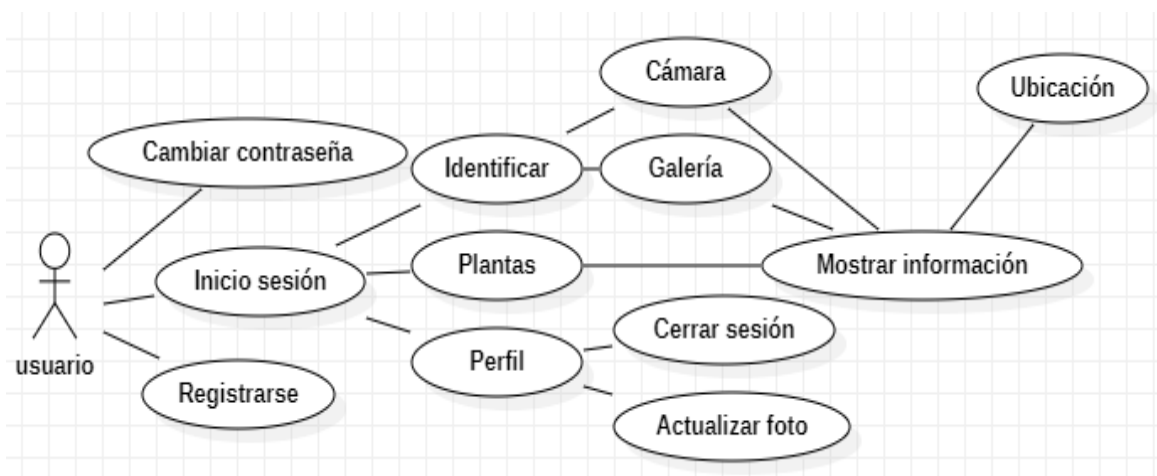 Cámara
Ubicación
Cambiar contraseña
Identificar
Galería
Inicio sesión
Plantas
Mostrar información
usuario
Perfil
Cerrar sesión
Registrarse
Actualizar foto